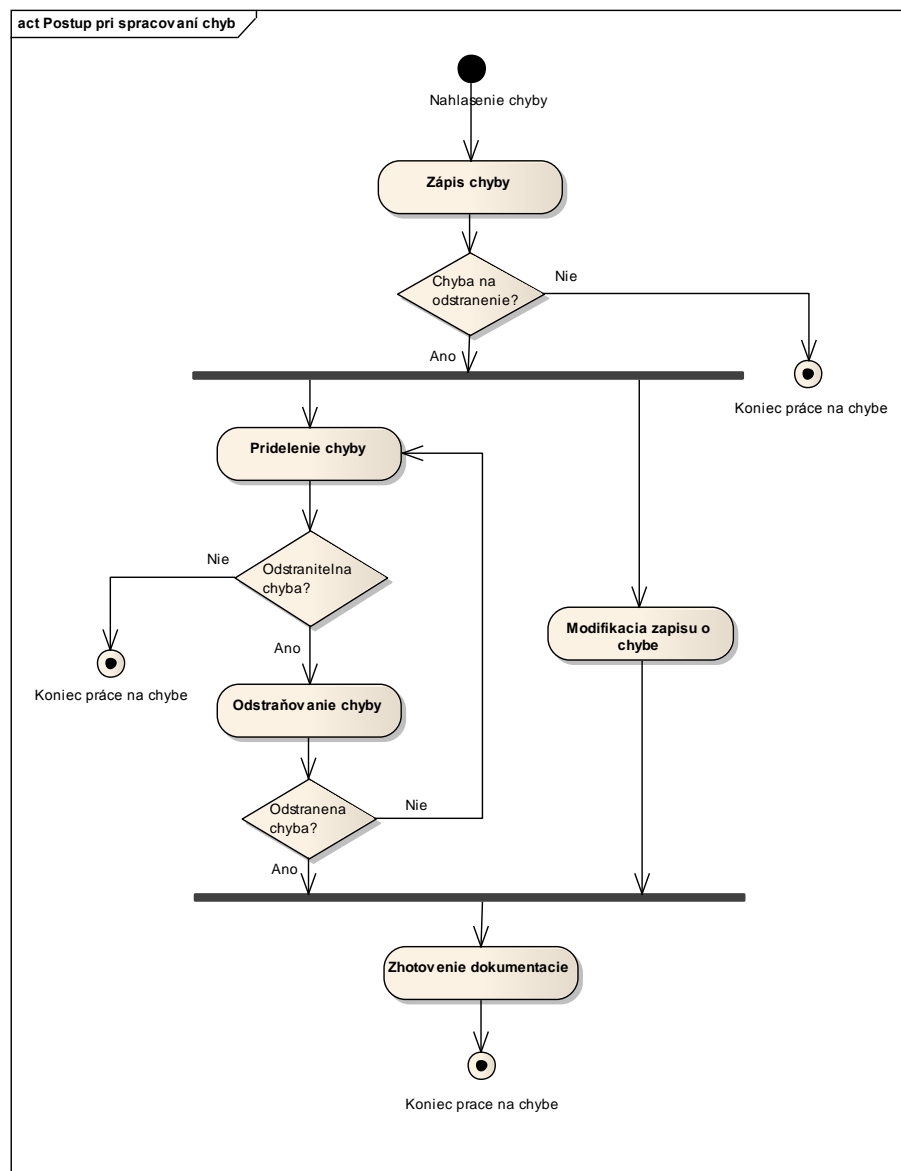 act Postup pri spracovaní chyb
Nahlasenie chyby
Zápis chyby
Chyba na
odstranenie?
Nie
Ano
Koniec práce na chybe
Pridelenie chyby
Nie
Odstranitelna
chyba?
Ano
Modifikacia zapisu o
chybe
Koniec práce na chybe
Odstraňovanie chyby
Odstranena
chyba?
Nie
Ano
Zhotovenie dokumentacie
Koniec prace na chybe